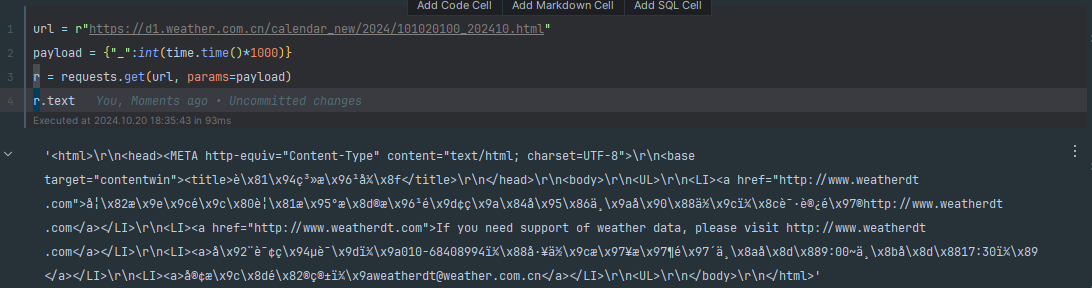 Add Code Cell Add Markdown Cell Add SQL Cell
1 url = r"https://d1.weather.com.cn/calendar_new/2024/101020100_202410.html"
2 payload = {"_":int(time.time()*1000)}
3 r = requests.get(url, params=payload)
4 r.text You, Moments ago • Uncommitted changes
Executed at 2024.10.20 18:35:43 in 93ms
'<html>\r\n<head><META http-equiv="Content-Type" content="text/html; charset=UTF-8">\r\n<base
target="contentwin"><title>è\x81\x94ç³»æ\x96¹å¼\x8f</title>\r\n</head>\r\n<body>\r\n<UL>\r\n<LI><a href="http://www.weatherdt
.com">å¦\x82æ\x9e\x9cé\x9c\x80è¦\x81æ\x95°æ\x8d®æ\x96¹é\x9d¢ç\x9a\x84å\x95\x86ä¸\x9aå\x90\x88ä½\x9cï¼\x8cè¯·è®¿é\x97®http://www.weatherdt
.com</a></LI>\r\n<LI><a href="http://www.weatherdt.com">If you need support of weather data, please visit http://www.weatherdt
.com</a></LI>\r\n<LI><a>å\x92¨è¯¢ç\x94µè¯\x9dï¼\x9a010-68409994ï¼\x88å·¥ä½\x9cæ\x97¥æ\x97¶é\x97´ä¸\x8aå\x8d\x889:00~ä¸\x8bå\x8d\x8817:30ï¼\x89
</a></LI>\r\n<LI><a>å®¢æ\x9c\x8dé\x82®ç®±ï¼\x9aweatherdt@weather.com.cn</a></LI>\r\n<UL>\r\n</body>\r\n</html>'